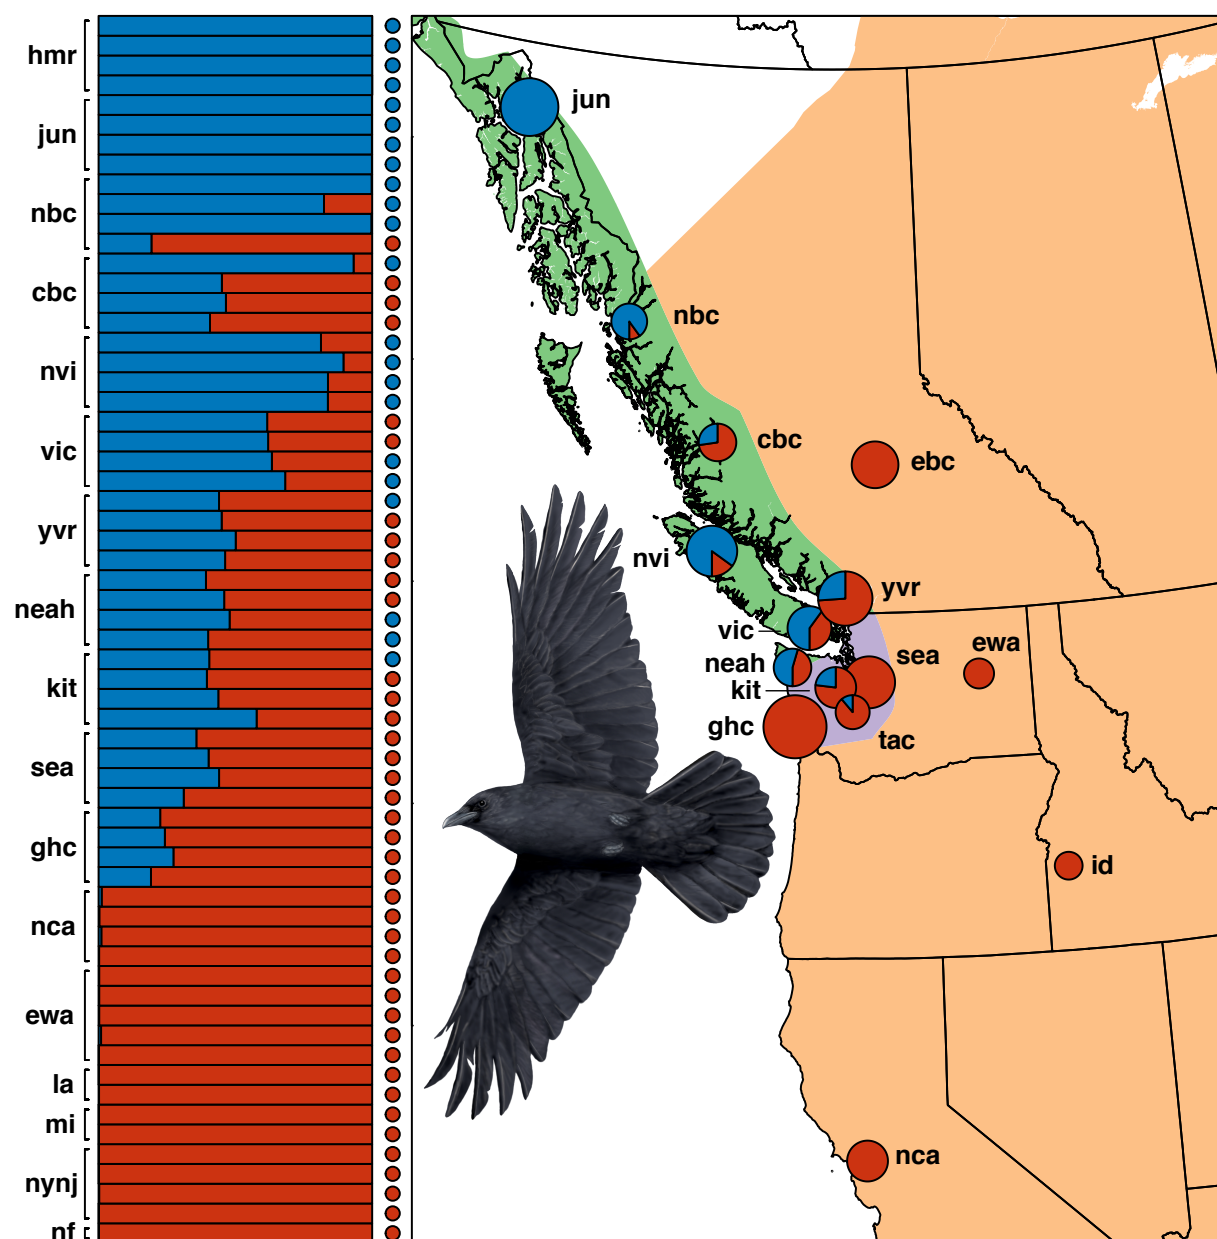 hmr
jun
nbc
cbc
nvi
vic
yvr
neah
kit
sea
ghc
nca
ewa
la
mi
nynj
nf
jun
nbc
cbc
ebc
nvi
yvr
vic
neah
kit
sea
ewa
ghc
tac
id
nca